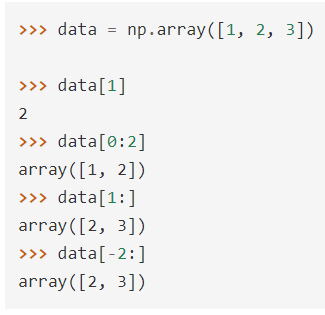 >>> data = np.array([1, 2, 3])
>>> data[1]
2
>>> data[0:2]
array([1, 2])
>>> data[1:]
array([2, 3])
>>> data[-2:]
array([2, 3])